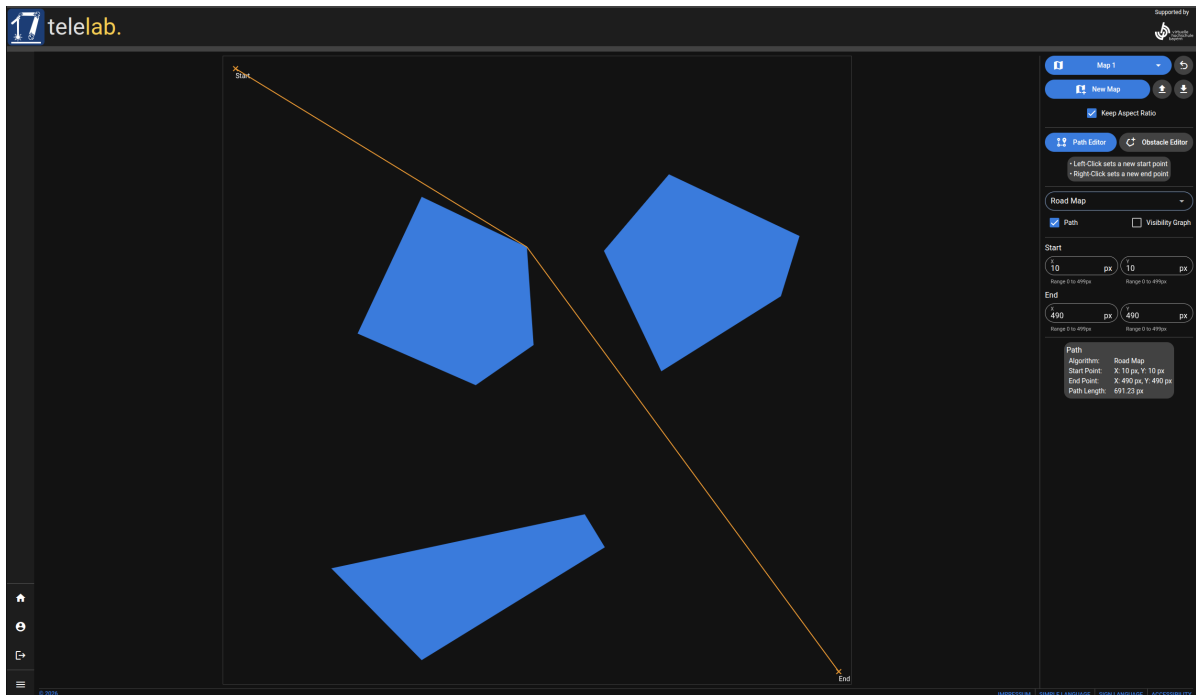 telelab.
Supported by
virtuelle
hochschule
bayern
Start
End
Map 1
New Map
Keep Aspect Ratio
Path Editor
Obstacle Editor
• Left-Click sets a new start point
• Right-Click sets a new end point
Road Map
Path
Visibility Graph
Start
X
10 px
Y
10 px
Range 0 to 499px
Range 0 to 499px
End
X
490 px
Y
490 px
Range 0 to 499px
Range 0 to 499px
Path
Algorithm: Road Map
Start Point: X: 10 px, Y: 10 px
End Point: X: 490 px, Y: 490 px
Path Length: 691.23 px
© 2026
IMPRESSUM SIMPLE LANGUAGE SIGN LANGUAGE ACCESSIBILITY